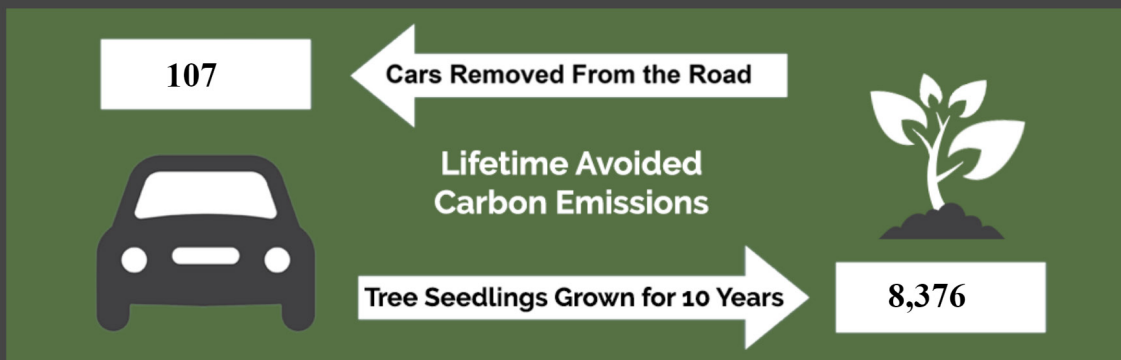 107
Cars Removed From the Road
Lifetime Avoided
Carbon Emissions
Tree Seedlings Grown for 10 Years
8,376